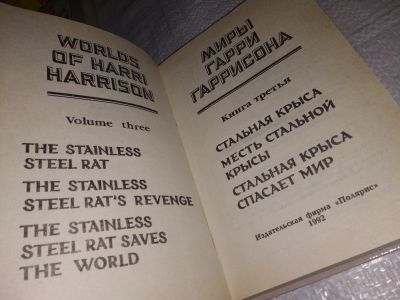 WORLDS
OF HARRI
HARRISON
Volume three
THE STAINLESS
STEEL RAT
THE STAINLESS
STEEL RAT'S REVENGE
THE STAINLESS
STEEL RAT SAVES
THE WORLD
МИРЫ
ГАРРИ
ГАРРИСОНА
Книга третья
СТАЛЬНАЯ КРЫСА
МЕСТЬ СТАЛЬНОЙ
КРЫСЫ
СТАЛЬНАЯ КРЫСА
СПАСАЕТ МИР
Издательская фирма «Полярис»
1992